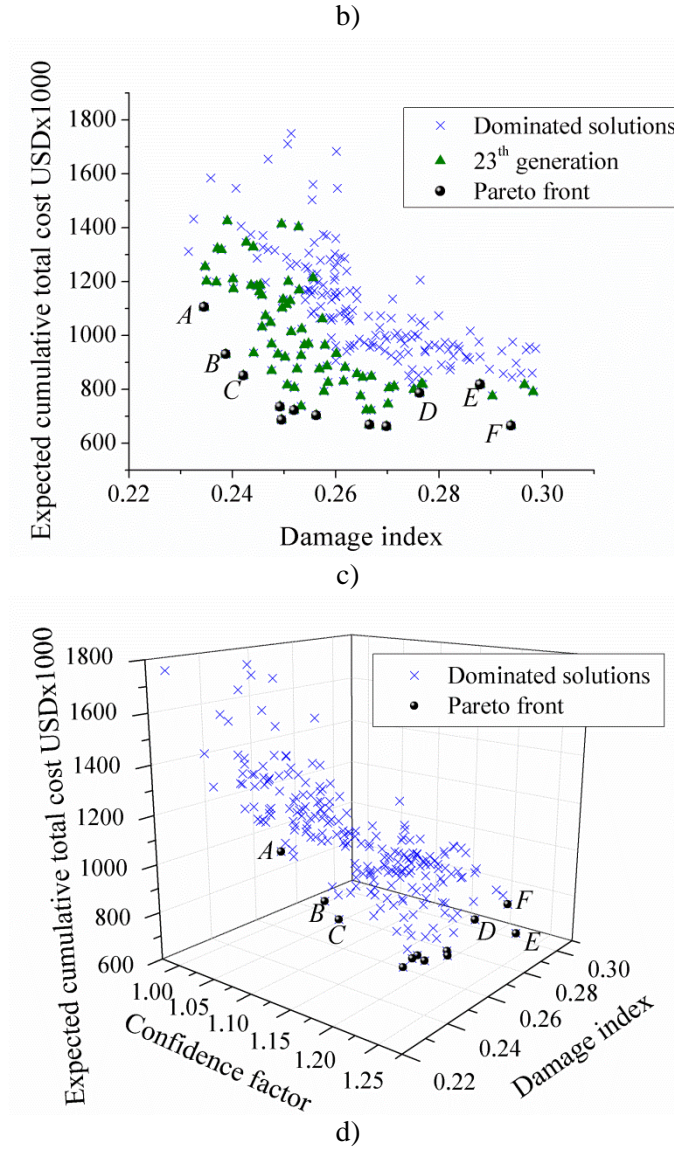 b)
Expected cumulative total cost USDx1000
1800
1600
1400
1200
1000
800
600
Dominated solutions
23th generation
Pareto front
A
B
C
D
E
F
0.22
0.24
0.26
0.28
0.30
Damage index
c)
Expected cumulative total cost USDx1000
1800
1600
1400
1200
1000
800
600
Dominated solutions
Pareto front
A
B
C
D
E
F
1.00
1.05
1.10
1.15
1.20
1.25
Confidence factor
0.22
0.24
0.26
0.28
0.30
Damage index
d)